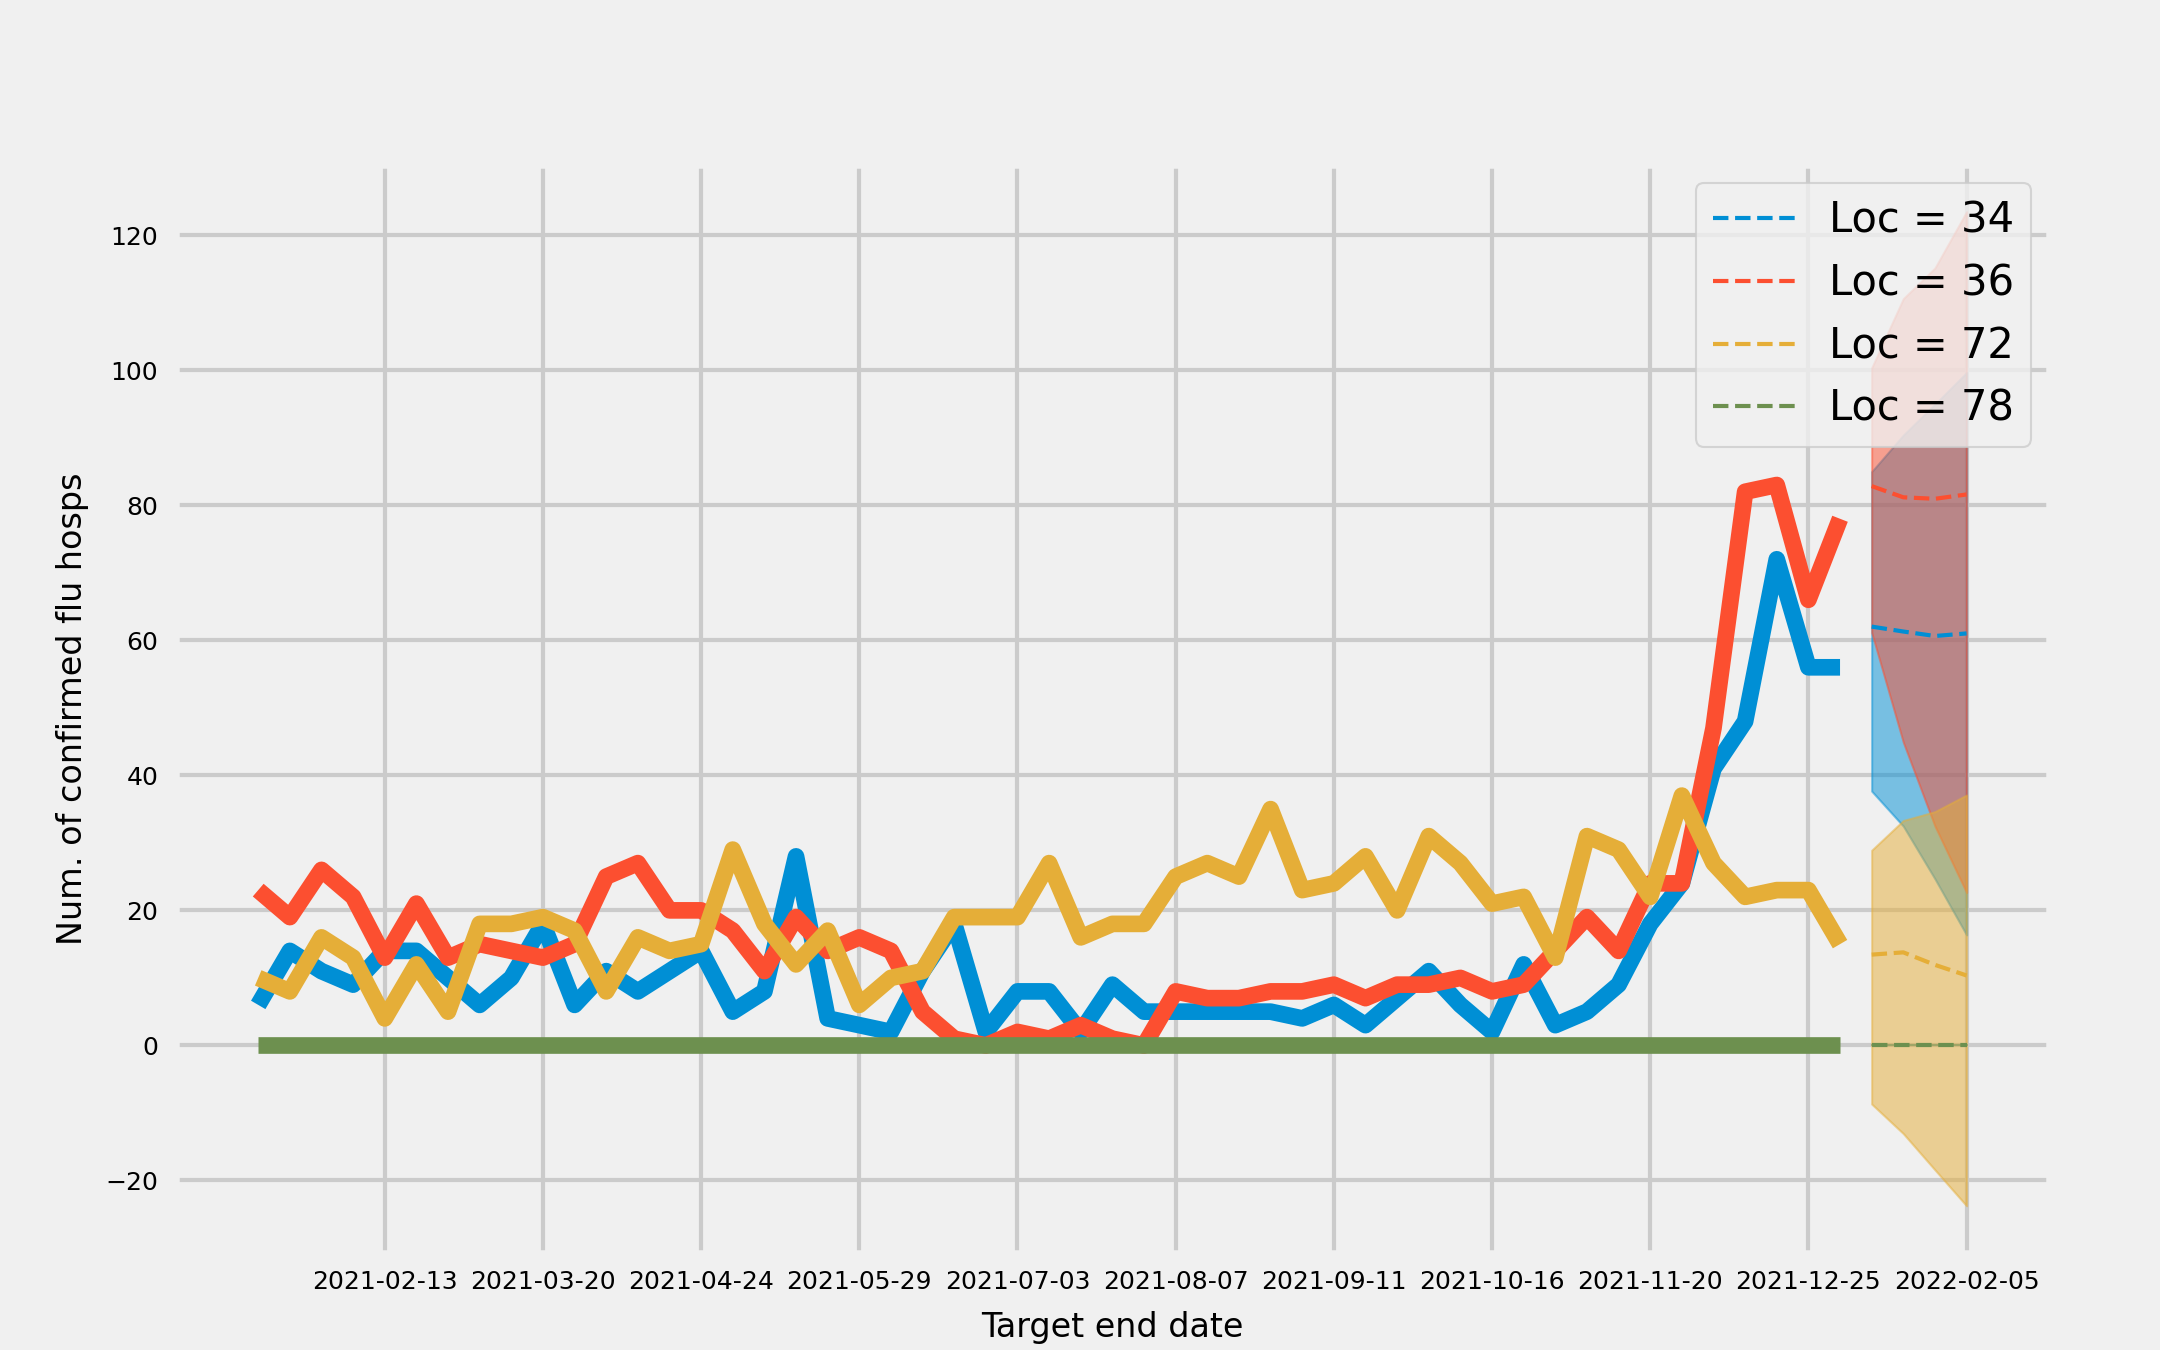 Loc = 34
Loc = 36
Loc = 72
Loc = 78
120
100
80
60
40
20
0
−20
Num. of confirmed flu hosps
2021-02-13 2021-03-20 2021-04-24 2021-05-29 2021-07-03 2021-08-07 2021-09-11 2021-10-16 2021-11-20 2021-12-25 2022-02-05
Target end date